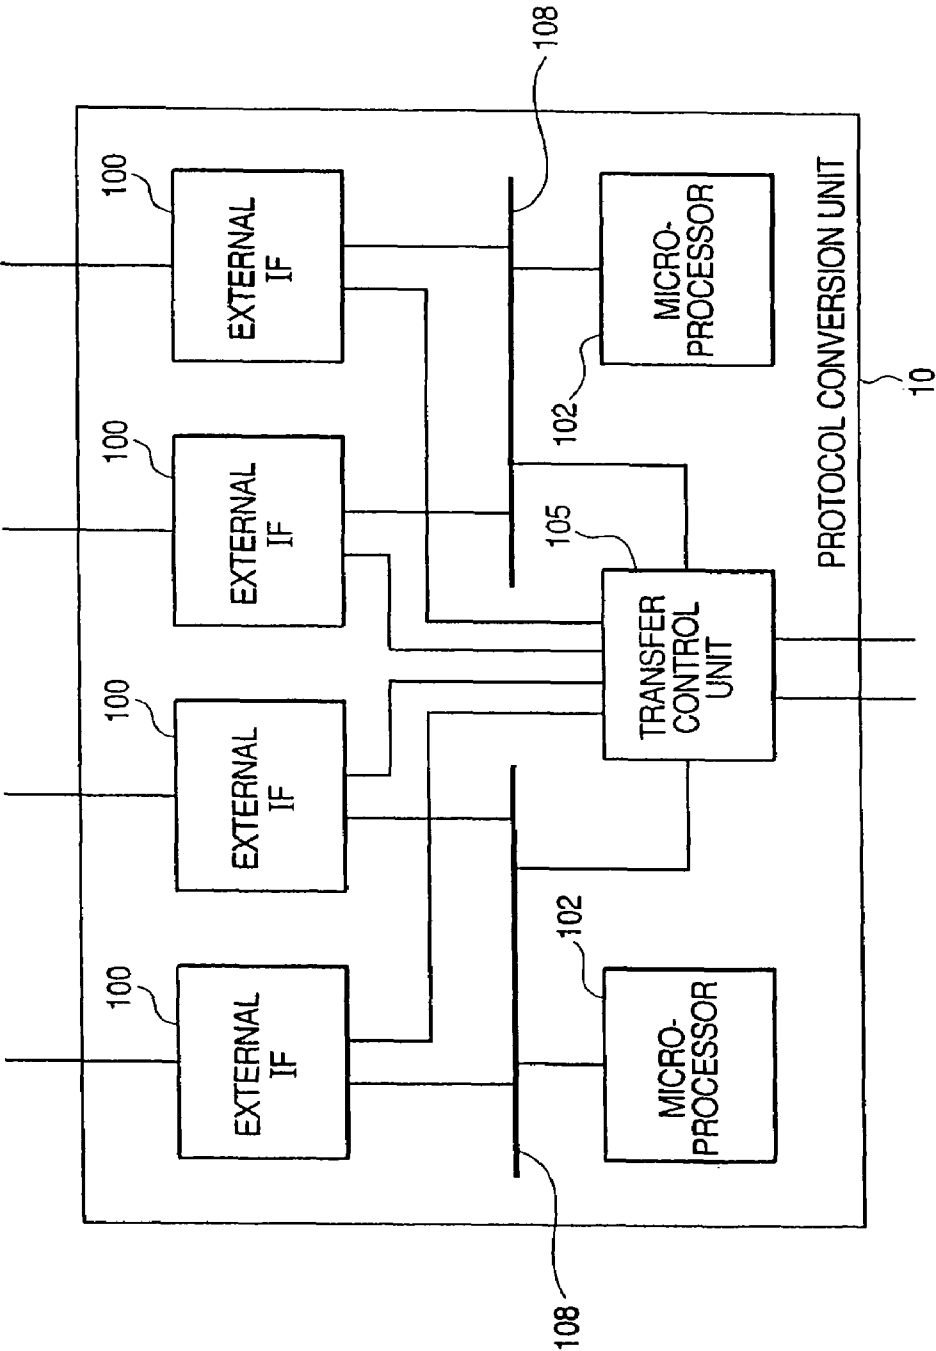 100
100
100
100
EXTERNAL
IF
EXTERNAL
IF
EXTERNAL
IF
EXTERNAL
IF
108
108
102
105
102
MICRO-
PROCESSOR
TRANSFER
CONTROL
UNIT
MICRO-
PROCESSOR
PROTOCOL CONVERSION UNIT
10